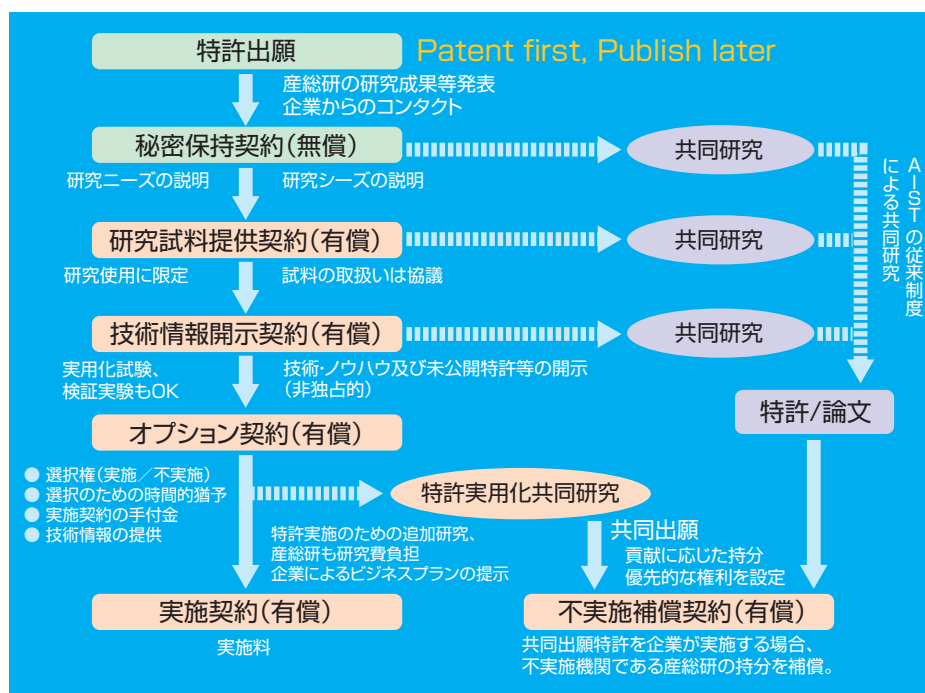 特許出願
Patent first, Publish later
産総研の研究成果等発表
企業からのコンタクト
秘密保持契約(無償)
共同研究
研究ニーズの説明
研究シーズの説明
研究試料提供契約(有償)
共同研究
研究使用に限定
試料の取扱いは協議
技術情報開示契約(有償)
共同研究
AISTの従来制度
による共同研究
実用化試験、
検証実験もOK
技術・ノウハウ及び未公開特許等の開示
(非独占的)
特許/論文
オプション契約(有償)
● 選択権(実施/不実施)
● 選択のための時間的猶予
● 実施契約の手付金
● 技術情報の提供
特許実用化共同研究
特許実施のための追加研究、
産総研も研究費負担
企業によるビジネスプランの提示
共同出願
貢献に応じた持分
優先的な権利を設定
実施契約(有償)
実施料
不実施補償契約(有償)
共同出願特許を企業が実施する場合、
不実施機関である産総研の持分を補償。